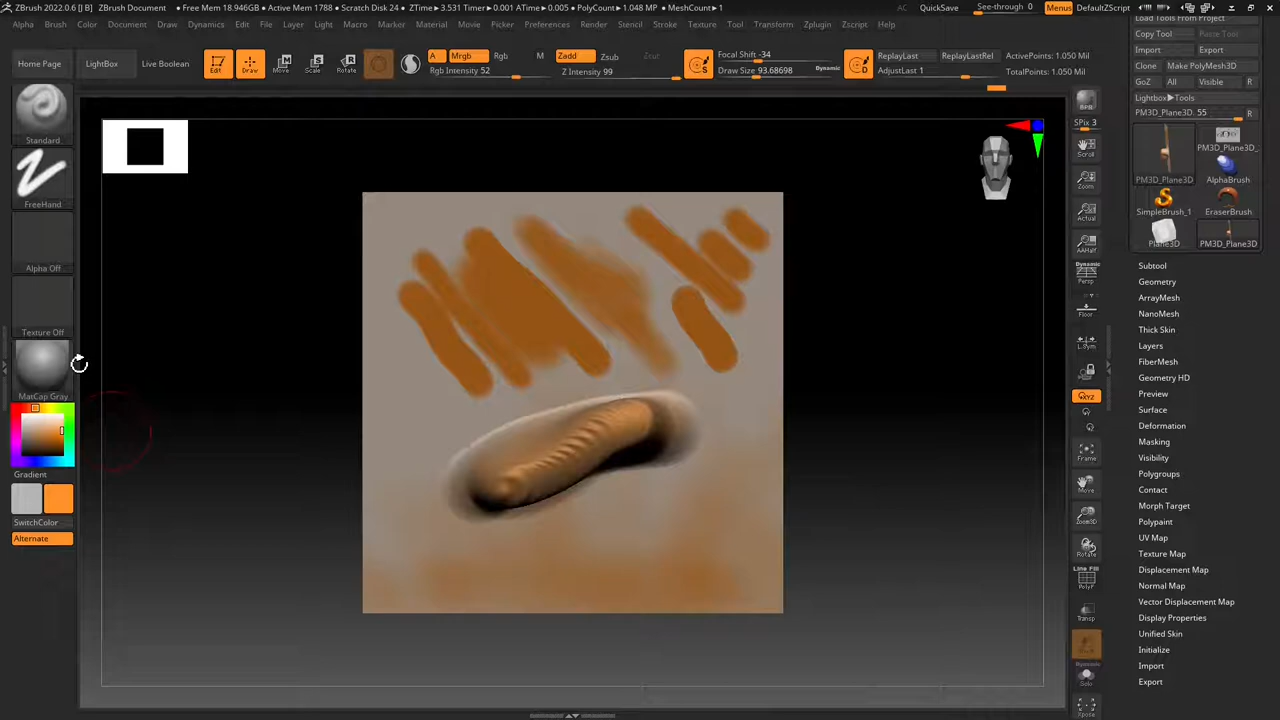 ZBrush 2022.0.6 [J B] ZBrush Document • Free Mem 18.946GB • Active Mem 1788 • Scratch Disk 24 • ZTime▸3.531 Timer▸0.001 ATime▸0.005 • PolyCount▸1.048 MP • MeshCount▸1 AC QuickSave See-through 0 Menus DefaultZScript
Alpha Brush Color Document Draw Dynamics Edit File Layer Light Macro Marker Material Movie Picker Preferences Render Stencil Stroke Texture Tool Transform Zplugin Zscript Help
Load Tools From Project
Copy Tool Paste Tool
Import Export
Clone Make PolyMesh3D
GoZ All Visible R
Lightbox▶Tools
PM3D_Plane3D. 55 R
Home Page LightBox Live Boolean Edit Draw Move Scale Rotate
A Mrgb Rgb M Zadd Zsub Zcut
Rgb Intensity 52 Z Intensity 99
S Focal Shift -34
Draw Size 93.68698 Dynamic
D ReplayLast ReplayLastRel
AdjustLast 1
ActivePoints: 1.050 Mil
TotalPoints: 1.050 Mil
Standard
FreeHand
Alpha Off
Texture Off
MatCap Gray
Gradient
SwitchColor
Alternate
BPR
SPix 3
Scroll
Zoom
Actual
AAHalf
Dynamic
Persp
Floor
L.Sym
XYZ
Frame
Move
Zoom3D
Rotate
Line Fill
PolyF
Transp
Dynamic
Solo
Xpose
PM3D_Plane3D PM3D_Plane3D_
AlphaBrush
SimpleBrush_1 EraserBrush
Plane3D PM3D_Plane3D
Subtool
Geometry
ArrayMesh
NanoMesh
Thick Skin
Layers
FiberMesh
Geometry HD
Preview
Surface
Deformation
Masking
Visibility
Polygroups
Contact
Morph Target
Polypaint
UV Map
Texture Map
Displacement Map
Normal Map
Vector Displacement Map
Display Properties
Unified Skin
Initialize
Import
Export